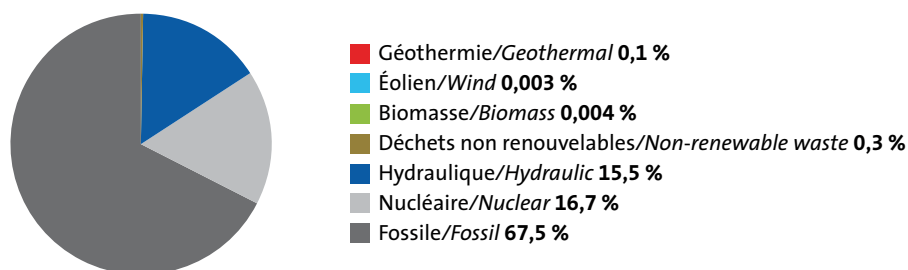 Géothermie/Geothermal 0,1 %
Éolien/Wind 0,003 %
Biomasse/Biomass 0,004 %
Déchets non renouvelables/Non-renewable waste 0,3 %
Hydraulique/Hydraulic 15,5 %
Nucléaire/Nuclear 16,7 %
Fossile/Fossil 67,5 %